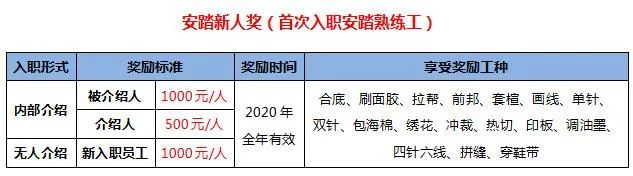 安踏新人奖（首次入职安踏熟练工）
入职形式 奖励标准 奖励时间 享受奖励工种
内部介绍 被介绍人 1000元/人
介绍人 500元/人
无人介绍 新入职员工 1000元/人
2020年
全年有效
合底、刷面胶、拉帮、前邦、套楦、画线、单针、
双针、包海棉、绣花、冲裁、热切、印板、调油墨、
四针六线、拼缝、穿鞋带